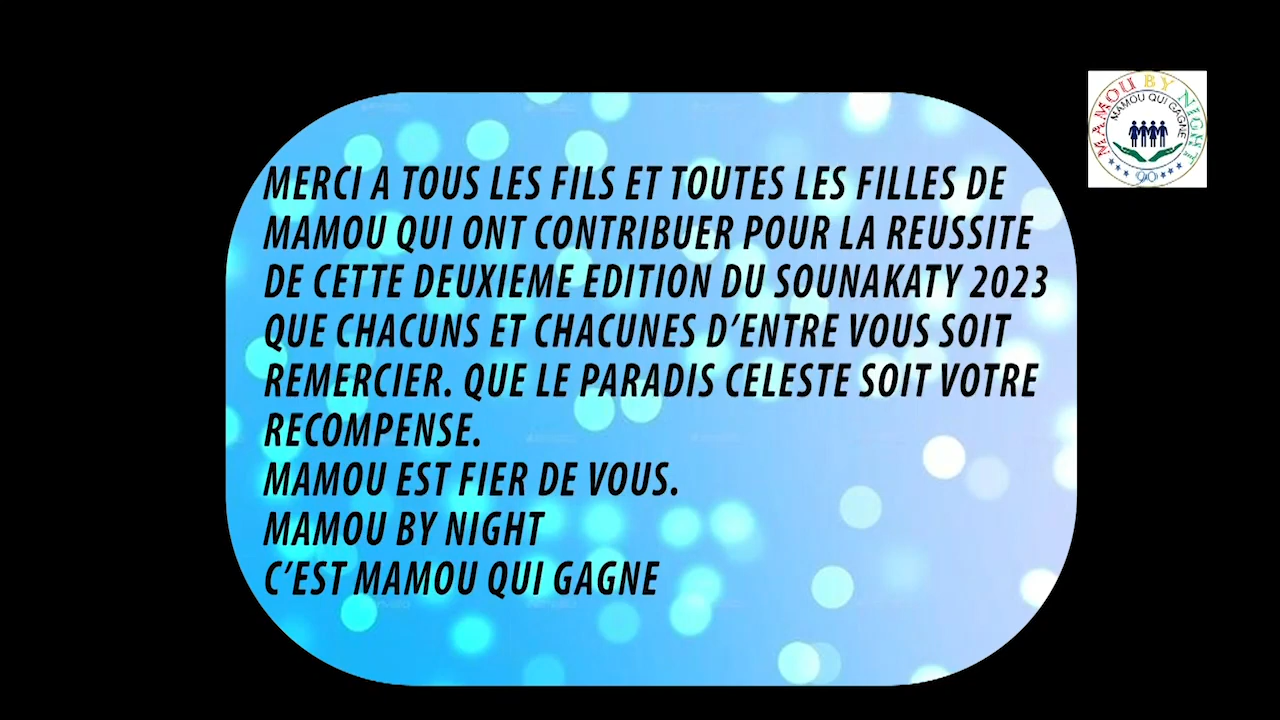 MERCI A TOUS LES FILS ET TOUTES LES FILLES DE
MAMOU QUI ONT CONTRIBUER POUR LA REUSSITE
DE CETTE DEUXIEME EDITION DU SOUNAKATY 2023
QUE CHACUNS ET CHACUNES D’ENTRE VOUS SOIT
REMERCIER. QUE LE PARADIS CELESTE SOIT VOTRE
RECOMPENSE.
MAMOU EST FIER DE VOUS.
MAMOU BY NIGHT
C’EST MAMOU QUI GAGNE
MAMOU BY NIGHT
MAMOU QUI GAGNE